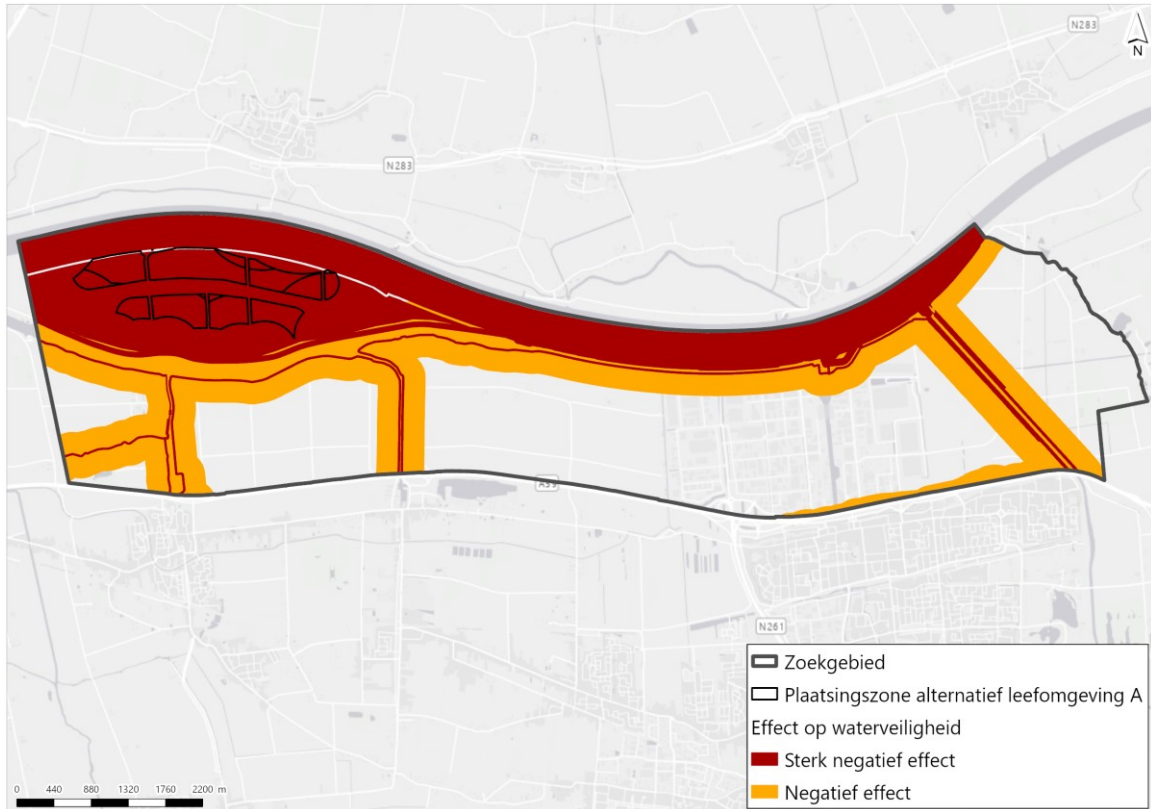 N283
N
N283
A59
N261
Zoekgebied
Plaatsingszone alternatief leefomgeving A
Effect op waterveiligheid
Sterk negatief effect
Negatief effect
0 440 880 1320 1760 2200 m